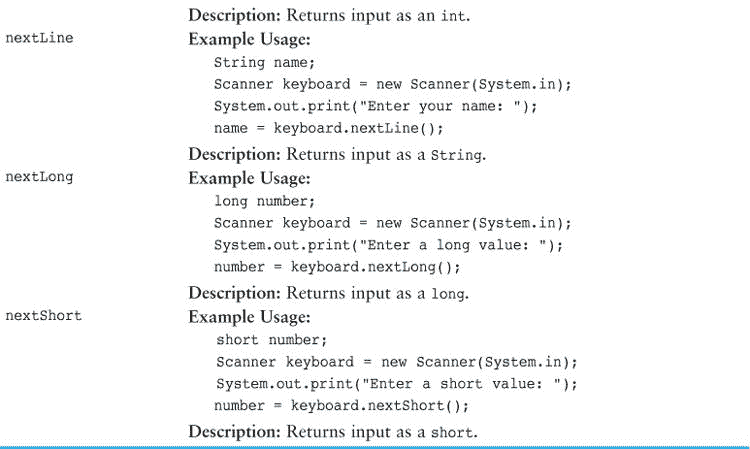 Description: Returns input as an int.
nextLine Example Usage:
String name;
Scanner keyboard = new Scanner(System.in);
System.out.print("Enter your name: ");
name = keyboard.nextLine();
Description: Returns input as a String.
nextLong Example Usage:
long number;
Scanner keyboard = new Scanner(System.in);
System.out.print("Enter a long value: ");
number = keyboard.nextLong();
Description: Returns input as a long.
nextShort Example Usage:
short number;
Scanner keyboard = new Scanner(System.in);
System.out.print("Enter a short value: ");
number = keyboard.nextShort();
Description: Returns input as a short.